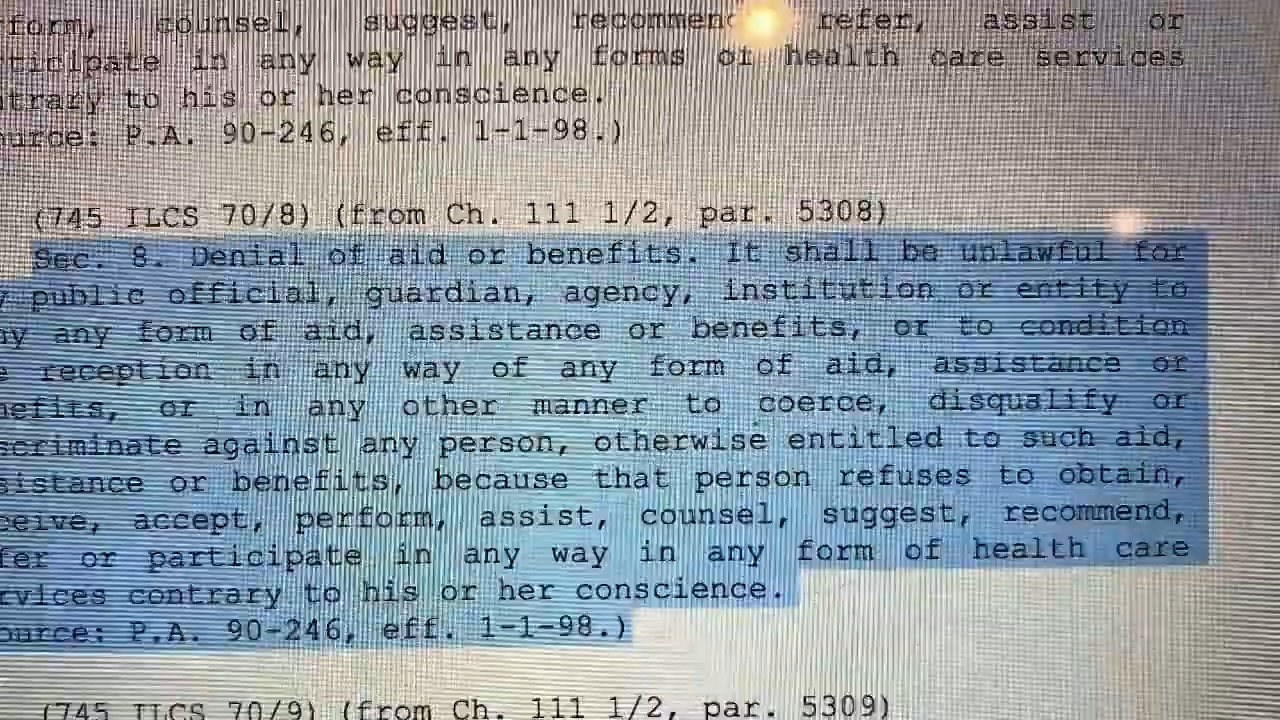 form, counsel, suggest, recommend, refer, assist or
ticipate in any way in any forms of health care services
trary to his or her conscience.
ource: P.A. 90-246, eff. 1-1-98.)
(745 ILCS 70/8) (from Ch. 111 1/2, par. 5308)
Sec. 8. Denial of aid or benefits. It shall be unlawful for
y public official, guardian, agency, institution or entity to
ny any form of aid, assistance or benefits, or to condition
e reception in any way of any form of aid, assistance or
nefits, or in any other manner to coerce, disqualify or
scriminate against any person, otherwise entitled to such aid,
sistance or benefits, because that person refuses to obtain,
ceive, accept, perform, assist, counsel, suggest, recommend,
fer or participate in any way in any form of health care
rvices contrary to his or her conscience.
ource: P.A. 90-246, eff. 1-1-98.)
(745 ILCS 70/9) (from Ch. 111 1/2, par. 5309)